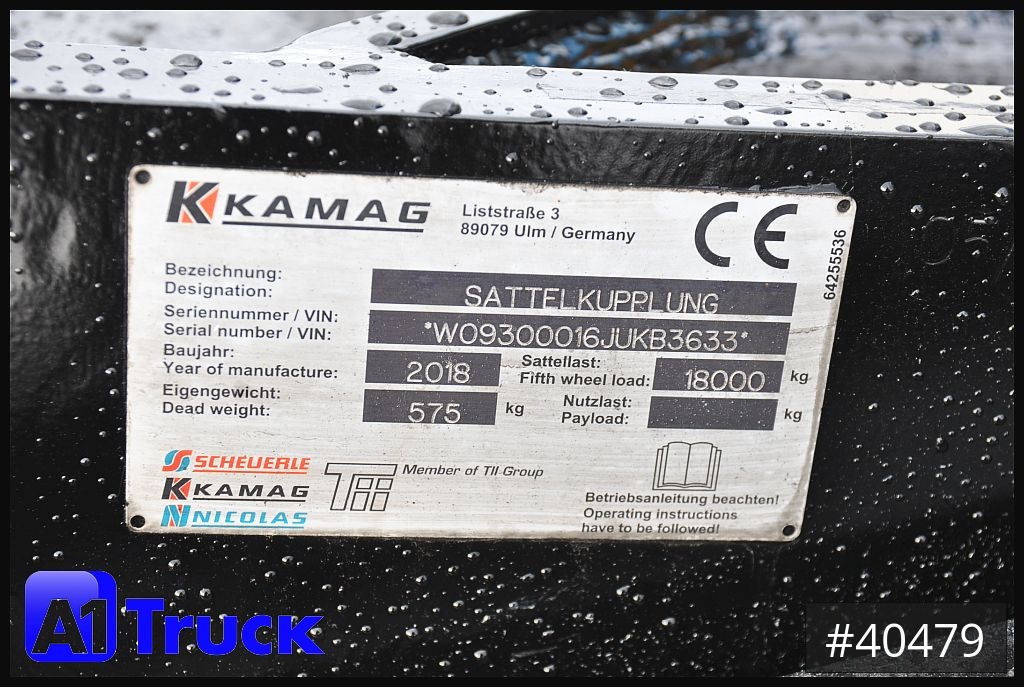 KAMAG
Liststraße 3
89079 Ulm / Germany
CE
64255536
Bezeichnung:
Designation:
SATTELKUPPLUNG
Seriennummer / VIN:
Serial number / VIN:
*W09300016JUKB3633*
Baujahr:
Year of manufacture:
2018
Sattellast:
Fifth wheel load:
18000 kg
Eigengewicht:
Dead weight:
575 kg
Nutzlast:
Payload:
kg
SCHEUERLE
KAMAG
NICOLAS
TII
Member of TII Group
Betriebsanleitung beachten!
Operating instructions
have to be followed!
A1 Truck
#40479